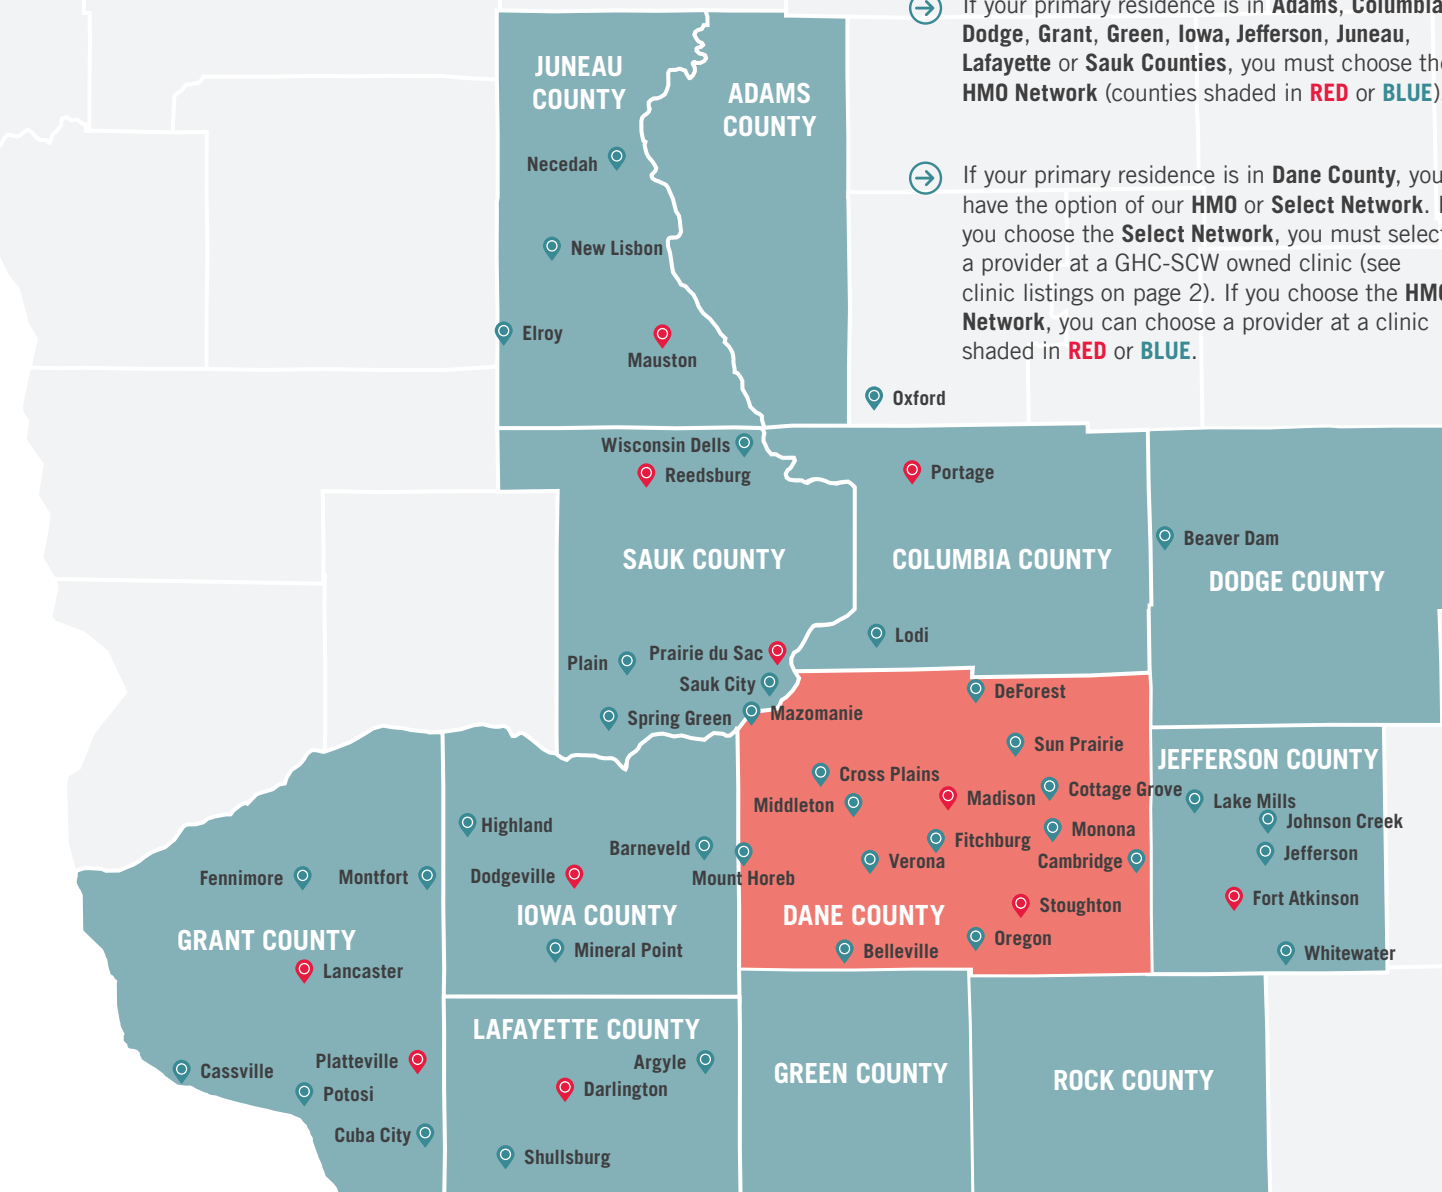 If your primary residence is in Adams, Columbia
Dodge, Grant, Green, Iowa, Jefferson, Juneau,
Lafayette or Sauk Counties, you must choose the
HMO Network (counties shaded in RED or BLUE)
If your primary residence is in Dane County, you
have the option of our HMO or Select Network. I
you choose the Select Network, you must select
a provider at a GHC-SCW owned clinic (see
clinic listings on page 2). If you choose the HMO
Network, you can choose a provider at a clinic
shaded in RED or BLUE.
JUNEAU
COUNTY
ADAMS
COUNTY
Necedah
New Lisbon
Elroy
Mauston
Oxford
Wisconsin Dells
Reedsburg
Portage
Beaver Dam
SAUK COUNTY
COLUMBIA COUNTY
DODGE COUNTY
Lodi
Plain
Prairie du Sac
Sauk City
DeForest
Spring Green
Mazomanie
Sun Prairie
JEFFERSON COUNTY
Cross Plains
Cottage Grove
Middleton
Madison
Lake Mills
Johnson Creek
Highland
Monona
Fitchburg
Barneveld
Verona
Cambridge
Jefferson
Fennimore
Montfort
Dodgeville
Mount Horeb
Fort Atkinson
Stoughton
IOWA COUNTY
DANE COUNTY
GRANT COUNTY
Oregon
Mineral Point
Belleville
Whitewater
Lancaster
LAFAYETTE COUNTY
Platteville
Argyle
Cassville
GREEN COUNTY
ROCK COUNTY
Potosi
Darlington
Cuba City
Shullsburg